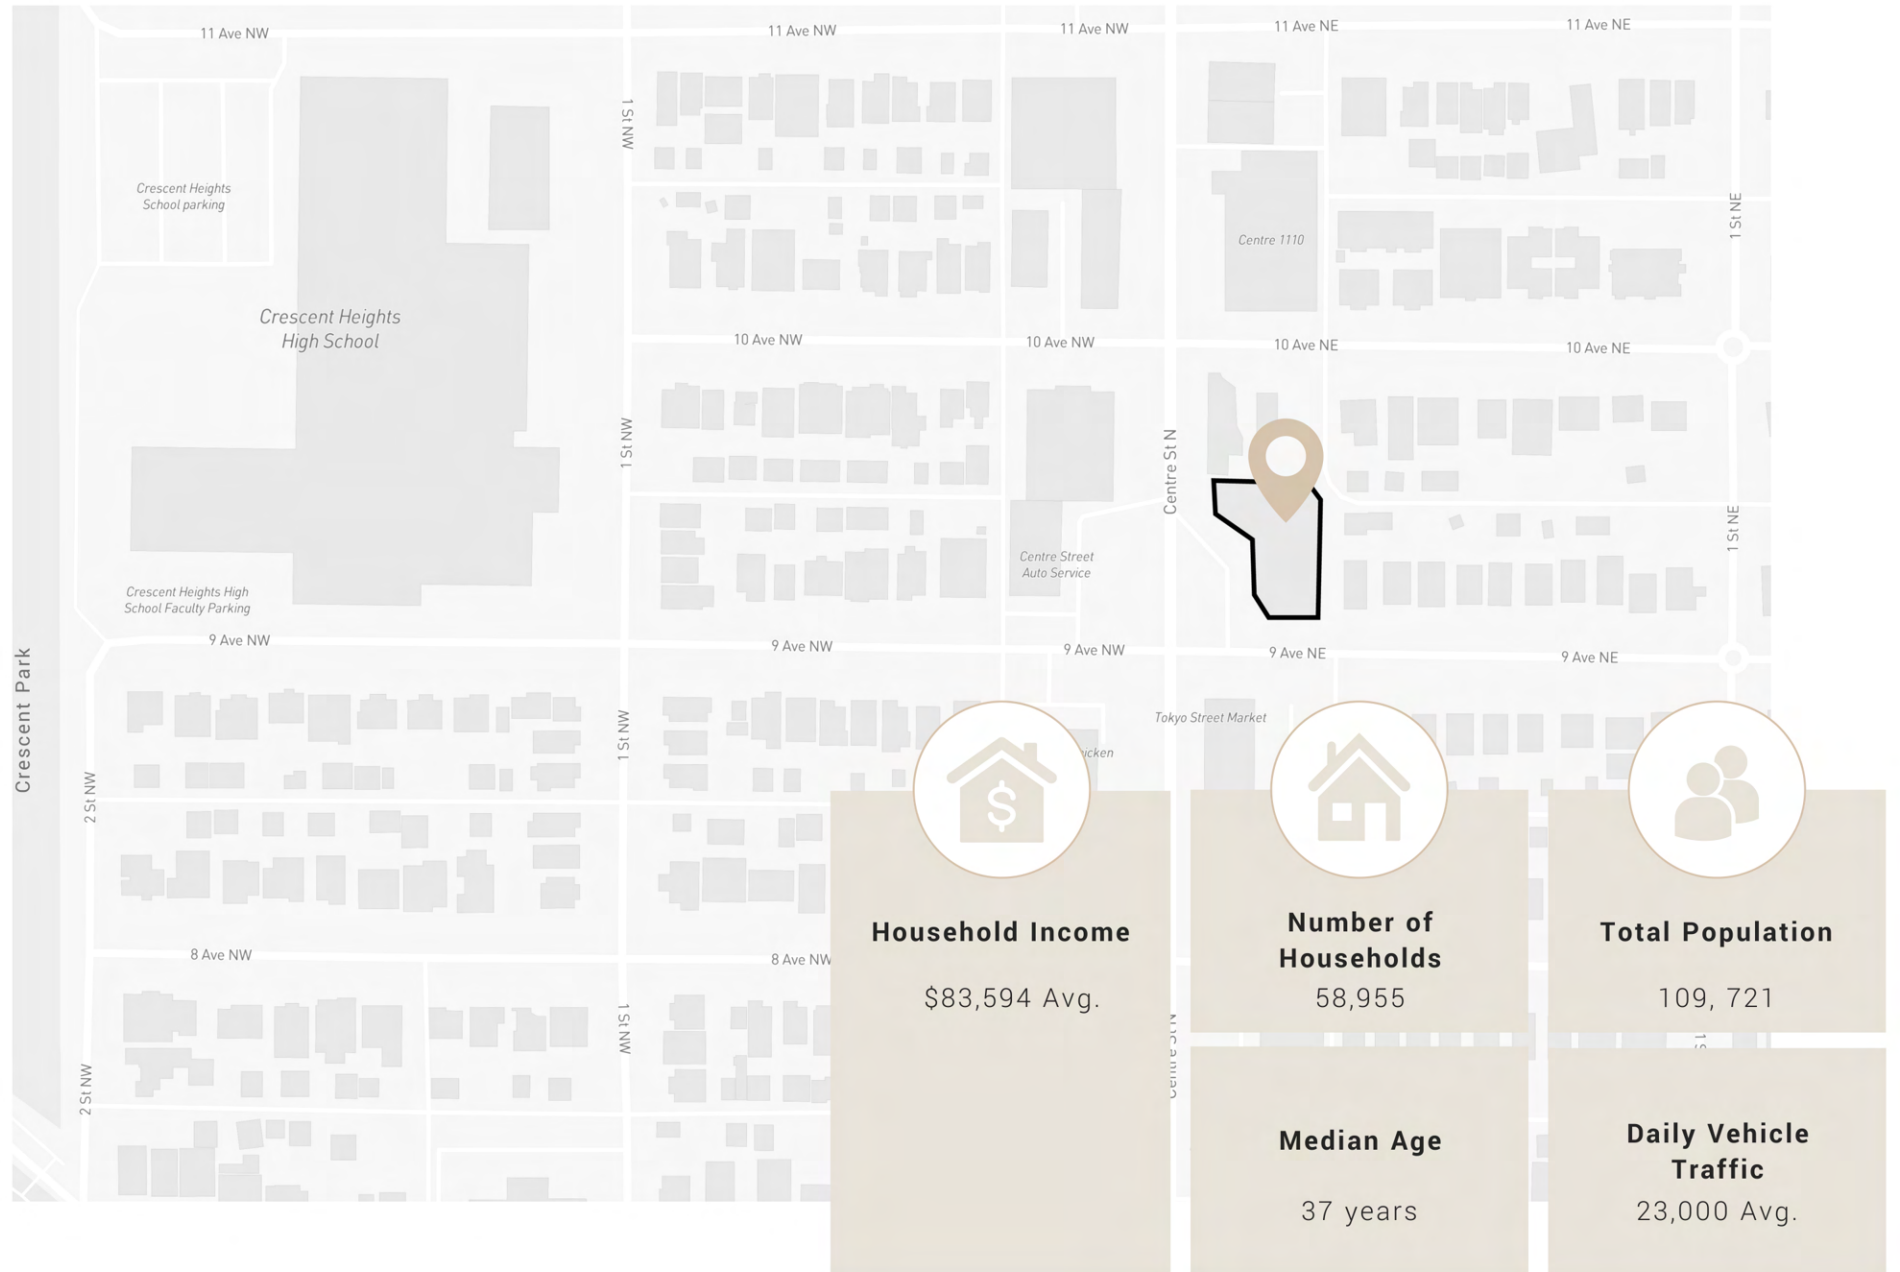 11 Ave NW
11 Ave NW
11 Ave NW
11 Ave NE
11 Ave NE
1 St NW
Crescent Heights
School parking
1 St NE
Centre 1110
Crescent Heights
High School
10 Ave NW
10 Ave NW
10 Ave NE
10 Ave NE
1 St NW
Centre St N
1 St NE
Centre Street
Auto Service
Crescent Heights High
School Faculty Parking
9 Ave NW
9 Ave NW
9 Ave NW
9 Ave NE
9 Ave NE
Crescent Park
1 St NW
Tokyo Street Market
2 St NW
8 Ave NW
8 Ave NW
1 St NW
Centre St N
2 St NW
Household Income
$83,594 Avg.
Number of
Households
58,955
Total Population
109, 721
Median Age
37 years
Daily Vehicle
Traffic
23,000 Avg.